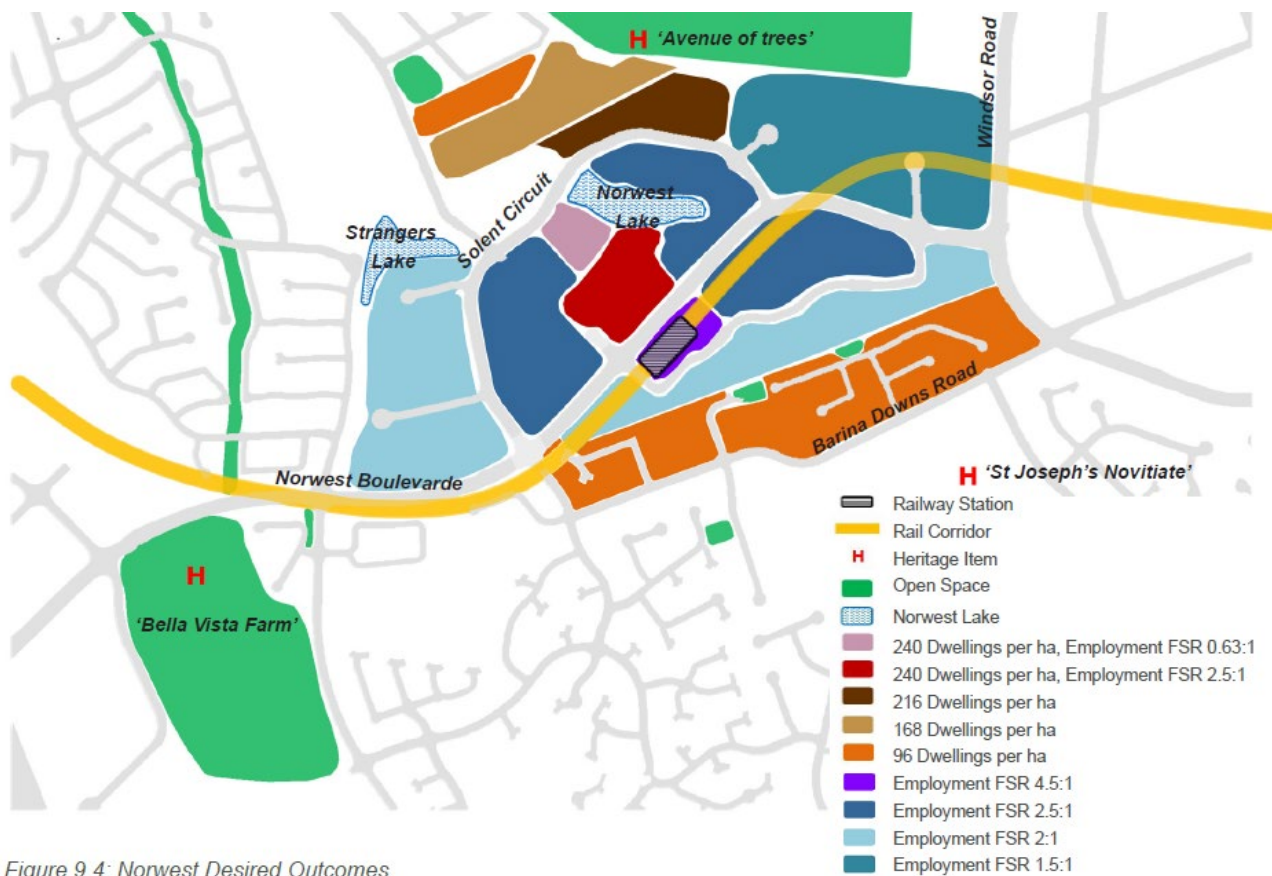 H 'Avenue of trees'
Windsor Road
Norwest
Lake
Solent Circuit
Strangers
Lake
Barina Downs Road
Norwest Boulevarde
H 'St Joseph's Novitiate'
H
'Bella Vista Farm'
Railway Station
Rail Corridor
H Heritage Item
Open Space
Norwest Lake
240 Dwellings per ha, Employment FSR 0.63:1
240 Dwellings per ha, Employment FSR 2.5:1
216 Dwellings per ha
168 Dwellings per ha
96 Dwellings per ha
Employment FSR 4.5:1
Employment FSR 2.5:1
Employment FSR 2:1
Employment FSR 1.5:1
Figure 9.4: Norwest Desired Outcomes